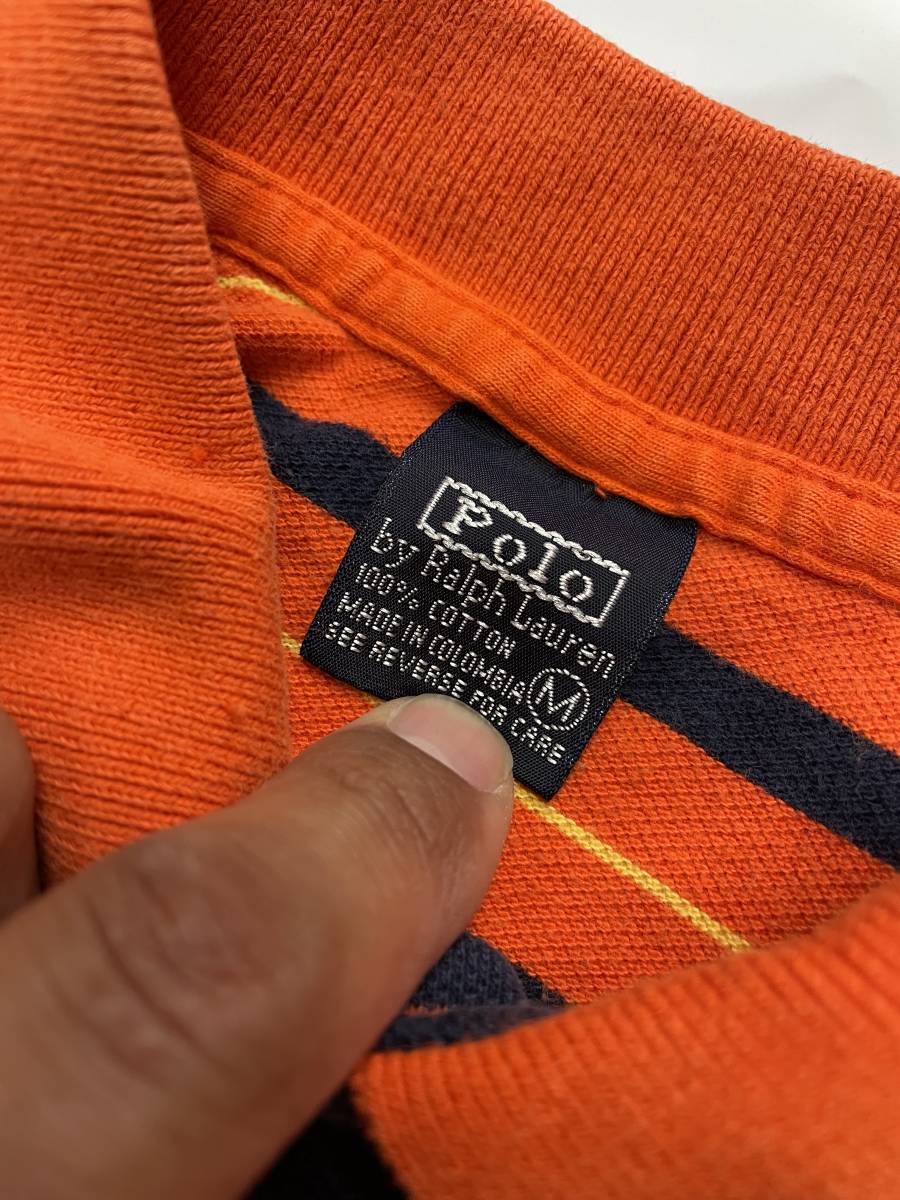 Polo
by Ralph Lauren
100% COTTON
MADE IN COLOMBIA
M
SEE REVERSE FOR CARE